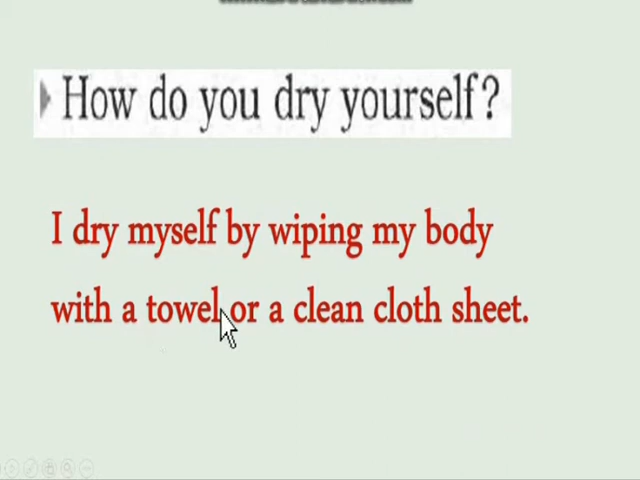 How do you dry yourself?
I dry myself by wiping my body
with a towel or a clean cloth sheet.